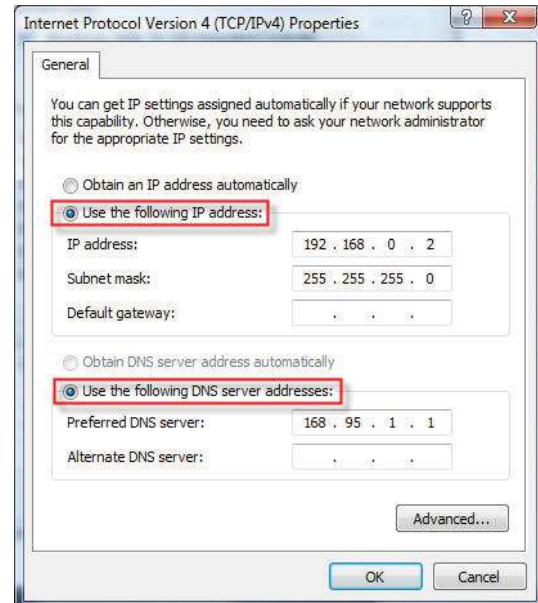 Internet Protocol Version 4 (TCP/IPv4) Properties
General
You can get IP settings assigned automatically if your network supports
this capability. Otherwise, you need to ask your network administrator
for the appropriate IP settings.
Obtain an IP address automatically
Use the following IP address:
IP address: 192 . 168 . 0 . 2
Subnet mask: 255 . 255 . 255 . 0
Default gateway: . . .
Obtain DNS server address automatically
Use the following DNS server addresses:
Preferred DNS server: 168 . 95 . 1 . 1
Alternate DNS server: . . .
Advanced...
OK Cancel